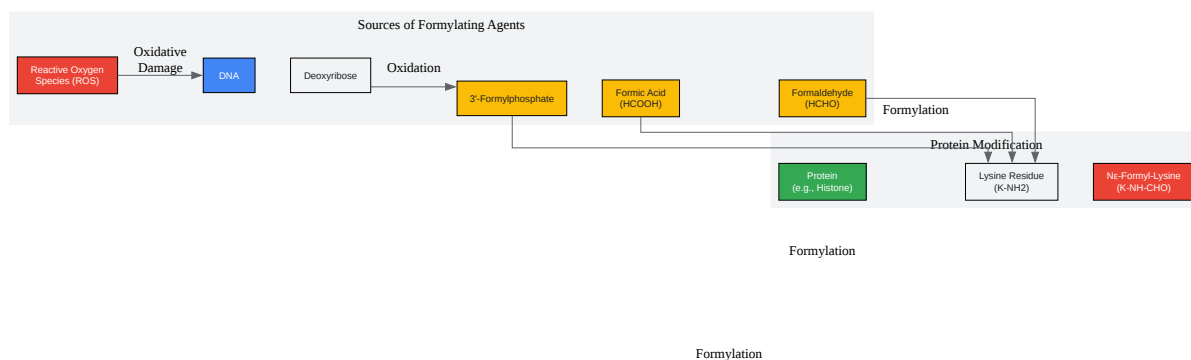 Sources of Formylating Agents
Reactive Oxygen
Species (ROS)
Oxidative
Damage
DNA
Deoxyribose
Oxidation
3'-Formylphosphate
Formic Acid
(HCOOH)
Formaldehyde
(HCHO)
Formylation
Protein Modification
Protein
(e.g., Histone)
Lysine Residue
(K-NH2)
Nε-Formyl-Lysine
(K-NH-CHO)
Formylation
Formylation